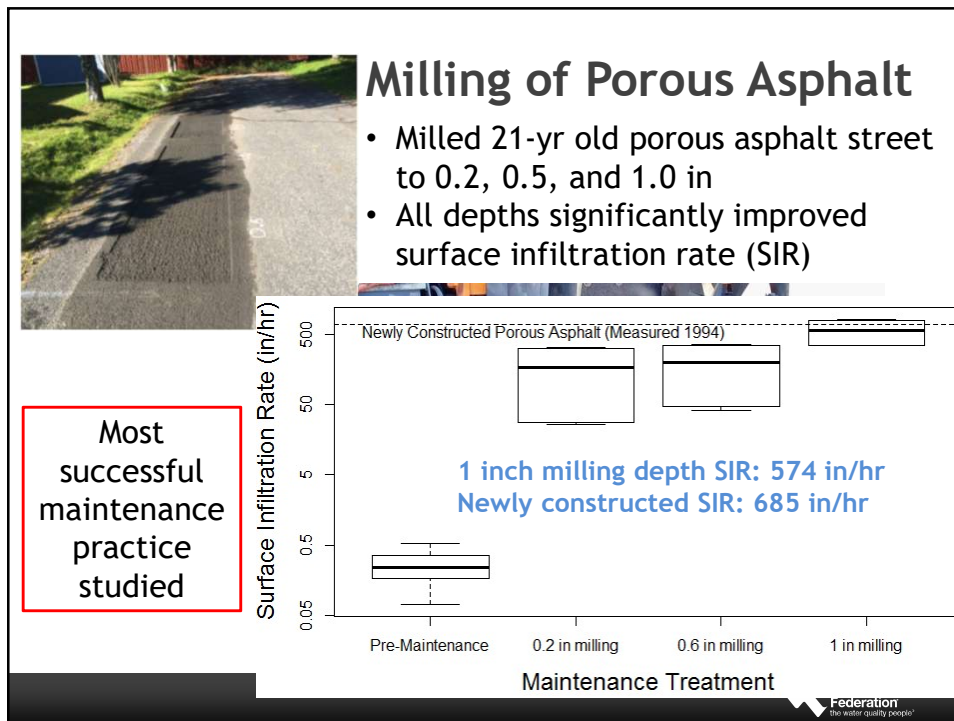 Milling of Porous Asphalt
• Milled 21-yr old porous asphalt street
to 0.2, 0.5, and 1.0 in
• All depths significantly improved
surface infiltration rate (SIR)
Most
successful
maintenance
practice
studied
Surface Infiltration Rate (in/hr)
500
50
5
0.5
0.05
Newly Constructed Porous Asphalt (Measured 1994)
1 inch milling depth SIR: 574 in/hr
Newly constructed SIR: 685 in/hr
Pre-Maintenance 0.2 in milling 0.6 in milling 1 in milling
Maintenance Treatment
Federation
the water quality people